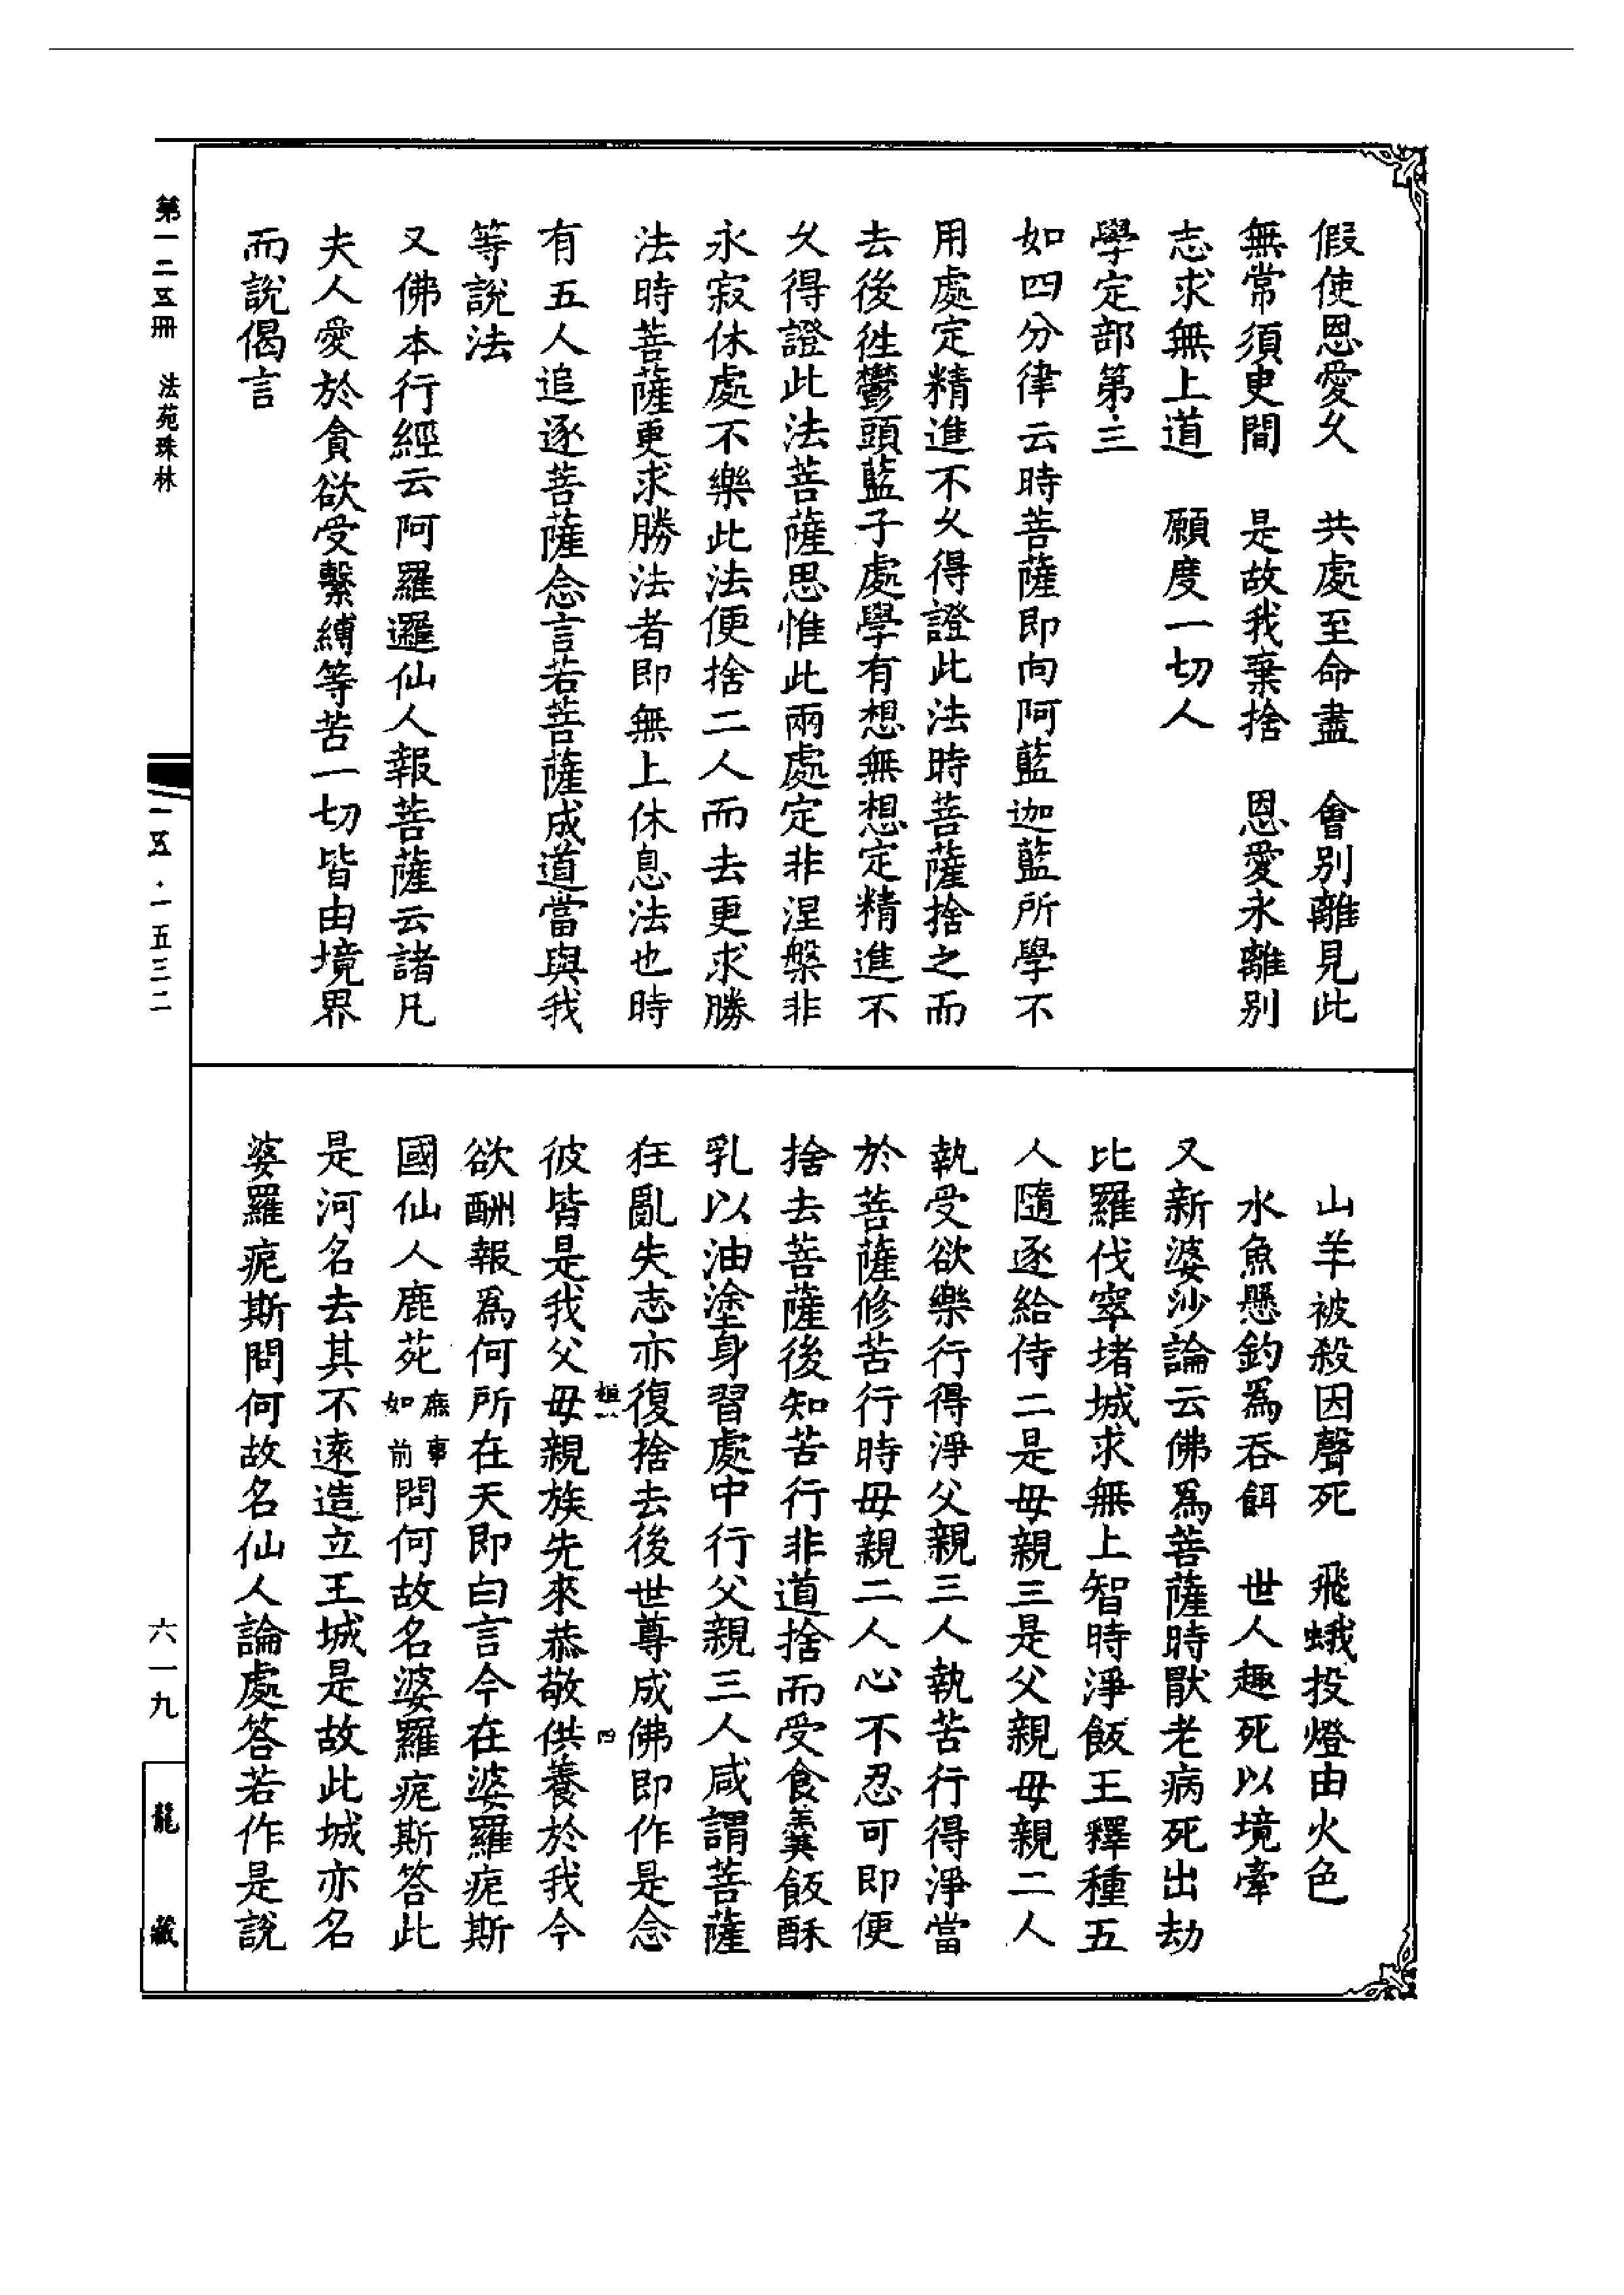 假使恩愛久　共處至命盡　會別離見此
無常須臾間　是故我棄捨　恩愛永離別
志求無上道　願度一切人
學定部第三
如四分律云時菩薩即向阿藍迦藍所學不
用處定精進不久得證此法時菩薩捨之而
去後徃鬱頭藍子處學有想無想定精進不
久得證此法菩薩思惟此兩處定非涅槃非
永寂休處不樂此法便捨二人而去更求勝
法時菩薩更求勝法者即無上休息法也時
有五人追逐菩薩念言若菩薩成道當與我
等說法
又佛本行經云阿羅邏仙人報菩薩云諸凡
夫人愛於貪欲受繫縛等苦一切皆由境界
而說偈言
山羊被殺因聲死　飛蛾投燈由火色
水魚懸釣爲吞餌　世人趣死以境牽
又新婆沙論云佛爲菩薩時猒老病死出劫
比羅伐窣堵城求無上智時淨飯王釋種五
人隨逐給侍二是母親三是父親母親二人
執受欲樂行得淨父親三人執苦行得淨當
於菩薩修苦行時母親二人心不忍可即便
捨去菩薩後知苦行非道捨而受食羹飯酥
乳以油塗身習處中行父親三人咸謂菩薩
狂亂失志亦復捨去後世尊成佛即作是念
彼皆是我父母親族先來恭敬供養於我今
欲酬報爲何所在天即白言今在婆羅痆斯
國仙人鹿苑鹿事如前問何故名婆羅痆斯答此
是河名去其不遠造立王城是故此城亦名
婆羅痆斯問何故名仙人論處答若作是說
第一二五冊　法苑珠林
一五・一五三二
六一九
龍藏